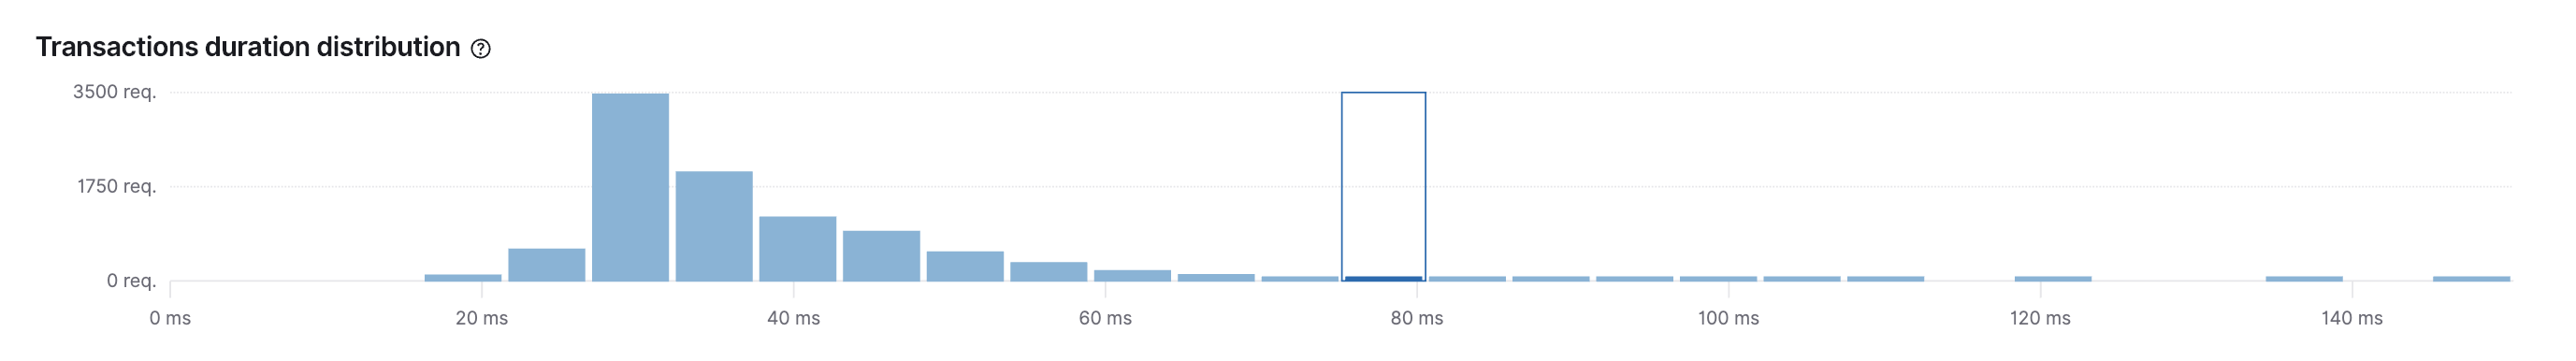 Transactions duration distribution ?
3500 req.
1750 req.
0 req.
0 ms 20 ms 40 ms 60 ms 80 ms 100 ms 120 ms 140 ms